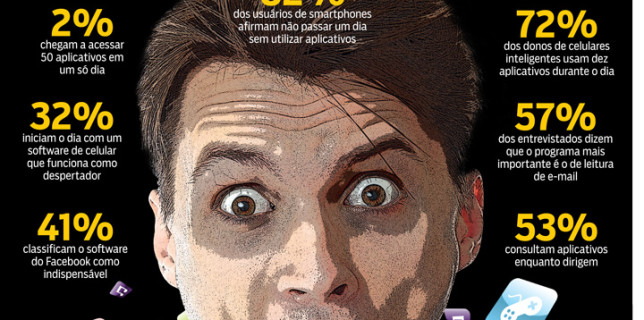 2%
chegam a acessar
50 aplicativos em
um só dia
32%
iniciam o dia com um
software de celular
que funciona como
despertador
41%
classificam o software
do Facebook como
indispensável
dos usuários de smartphones
afirmam não passar um dia
sem utilizar aplicativos
72%
dos donos de celulares
inteligentes usam dez
aplicativos durante o dia
57%
dos entrevistados dizem
que o programa mais
importante é o de leitura
de e-mail
53%
consultam aplicativos
enquanto dirigem